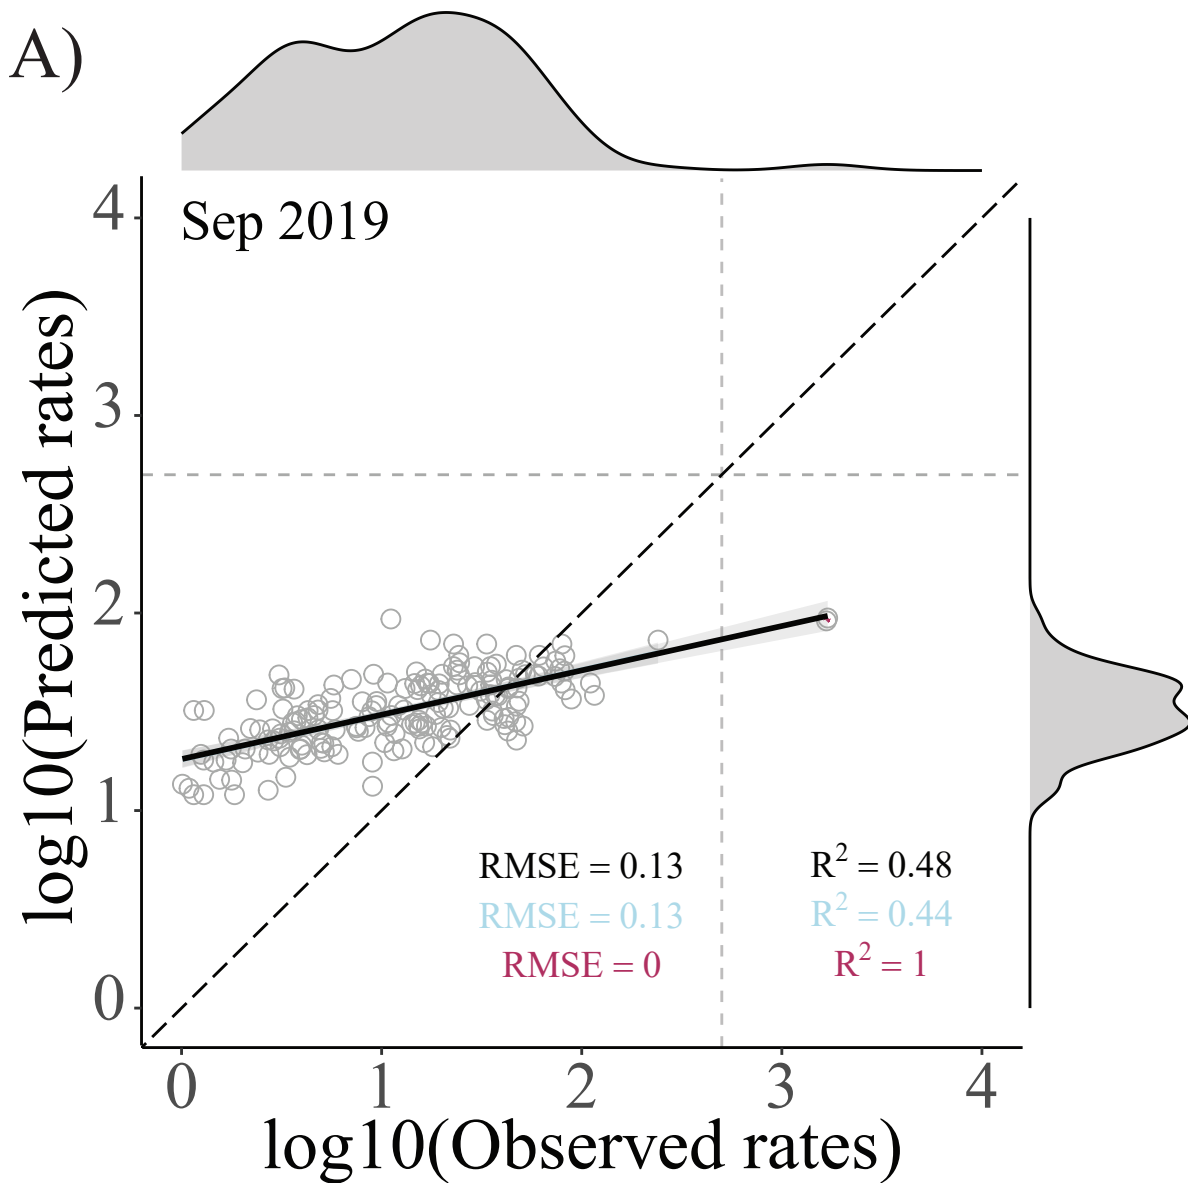 A)
Sep 2019
4
3
2
1
0
log10(Predicted rates)
RMSE = 0.13 R² = 0.48
RMSE = 0.13 R² = 0.44
RMSE = 0 R² = 1
0 1 2 3 4
log10(Observed rates)